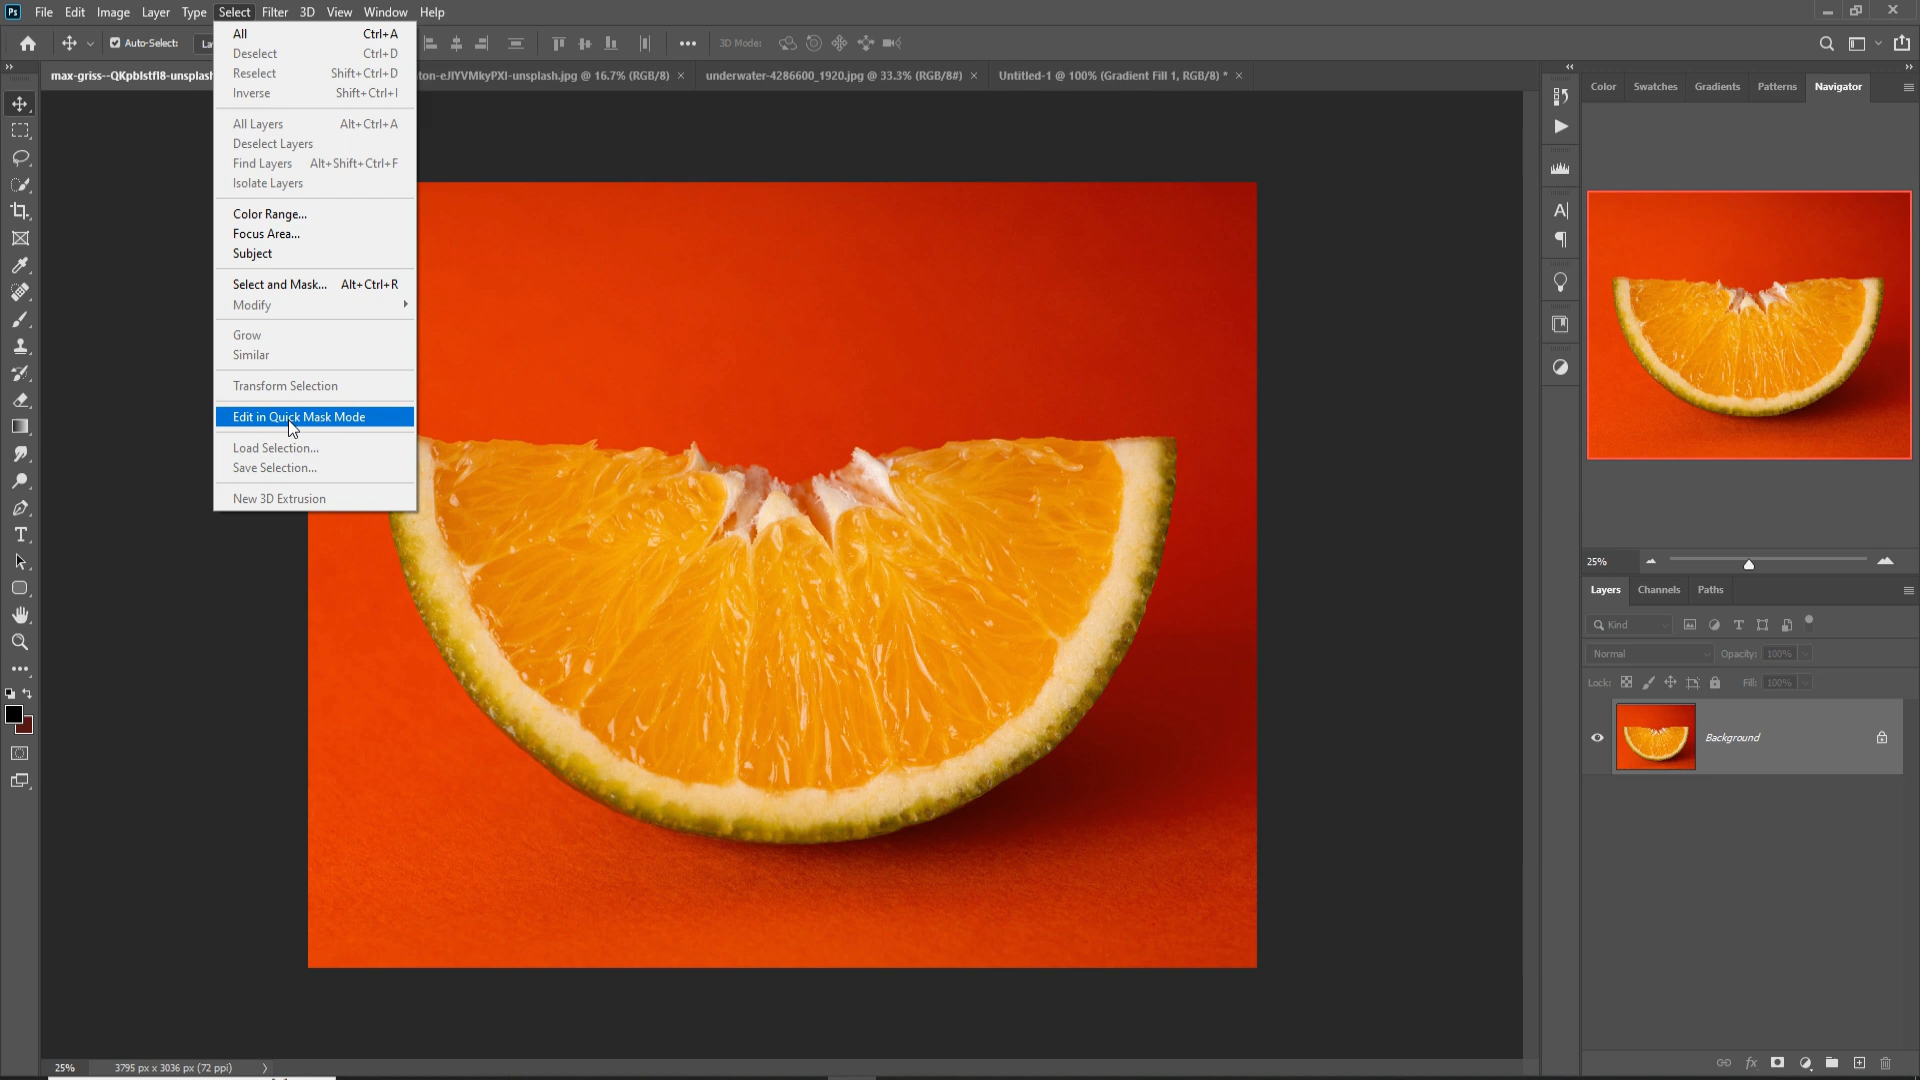 Ps File Edit Image Layer Type Select Filter 3D View Window Help
Auto-Select: 3D Mode:
max-griss--QKpblstfI8-unsplash
ton-eJIYVMkyPXI-unsplash.jpg @ 16.7% (RGB/8) ×
underwater-4286600_1920.jpg @ 33.3% (RGB/8#) ×
Untitled-1 @ 100% (Gradient Fill 1, RGB/8) * ×
All Ctrl+A
Deselect Ctrl+D
Reselect Shift+Ctrl+D
Inverse Shift+Ctrl+I
All Layers Alt+Ctrl+A
Deselect Layers
Find Layers Alt+Shift+Ctrl+F
Isolate Layers
Color Range...
Focus Area...
Subject
Select and Mask... Alt+Ctrl+R
Modify
Grow
Similar
Transform Selection
Edit in Quick Mask Mode
Load Selection...
Save Selection...
New 3D Extrusion
Color Swatches Gradients Patterns Navigator
25%
Layers Channels Paths
Kind
Normal Opacity: 100%
Lock: Fill: 100%
Background
25% 3795 px x 3036 px (72 ppi)